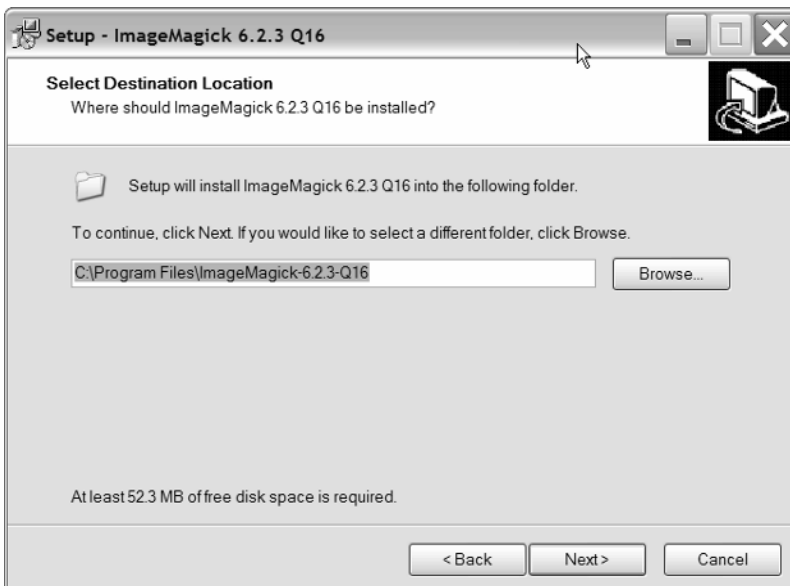 Setup - ImageMagick 6.2.3 Q16
Select Destination Location
Where should ImageMagick 6.2.3 Q16 be installed?
Setup will install ImageMagick 6.2.3 Q16 into the following folder.
To continue, click Next. If you would like to select a different folder, click Browse.
C:\Program Files\ImageMagick-6.2.3-Q16
Browse...
At least 52.3 MB of free disk space is required.
< Back
Next >
Cancel